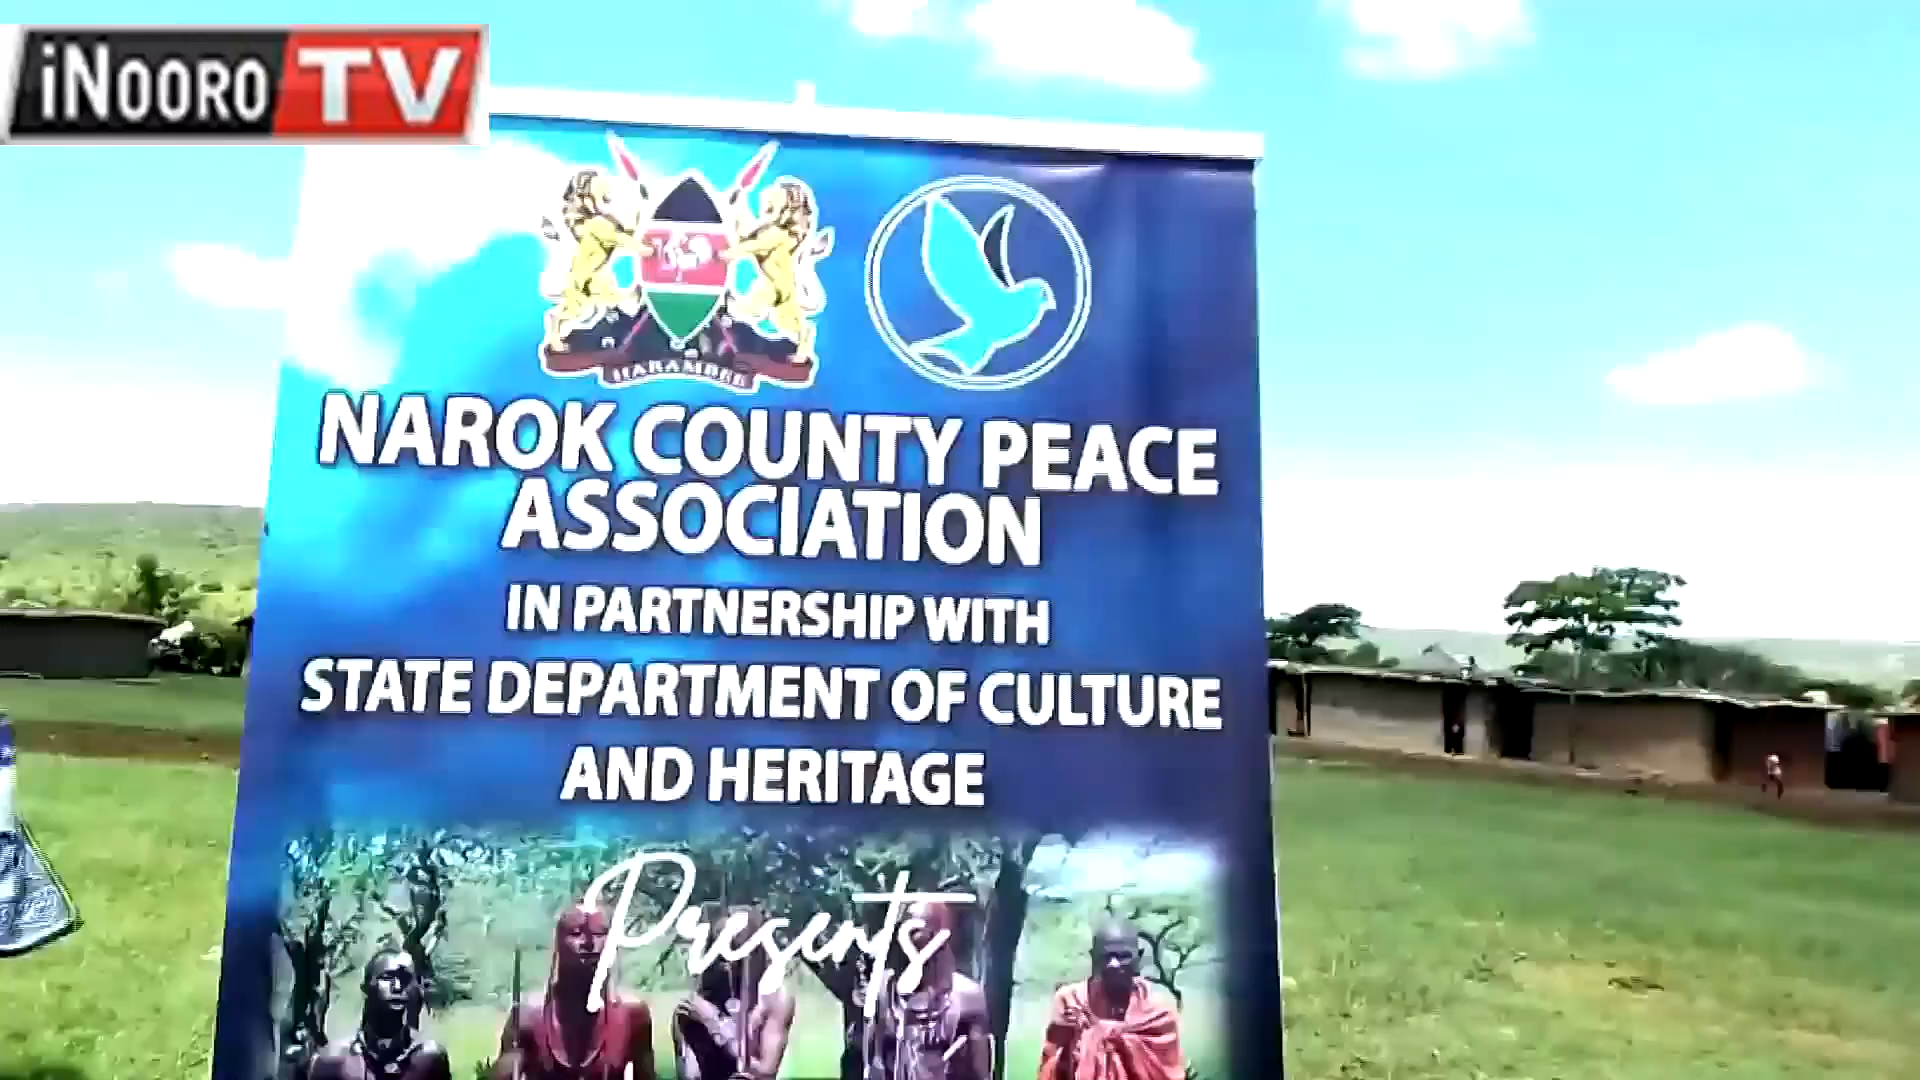 iNOORO TV
HARAMBEE
NAROK COUNTY PEACE
ASSOCIATION
IN PARTNERSHIP WITH
STATE DEPARTMENT OF CULTURE
AND HERITAGE
Presents